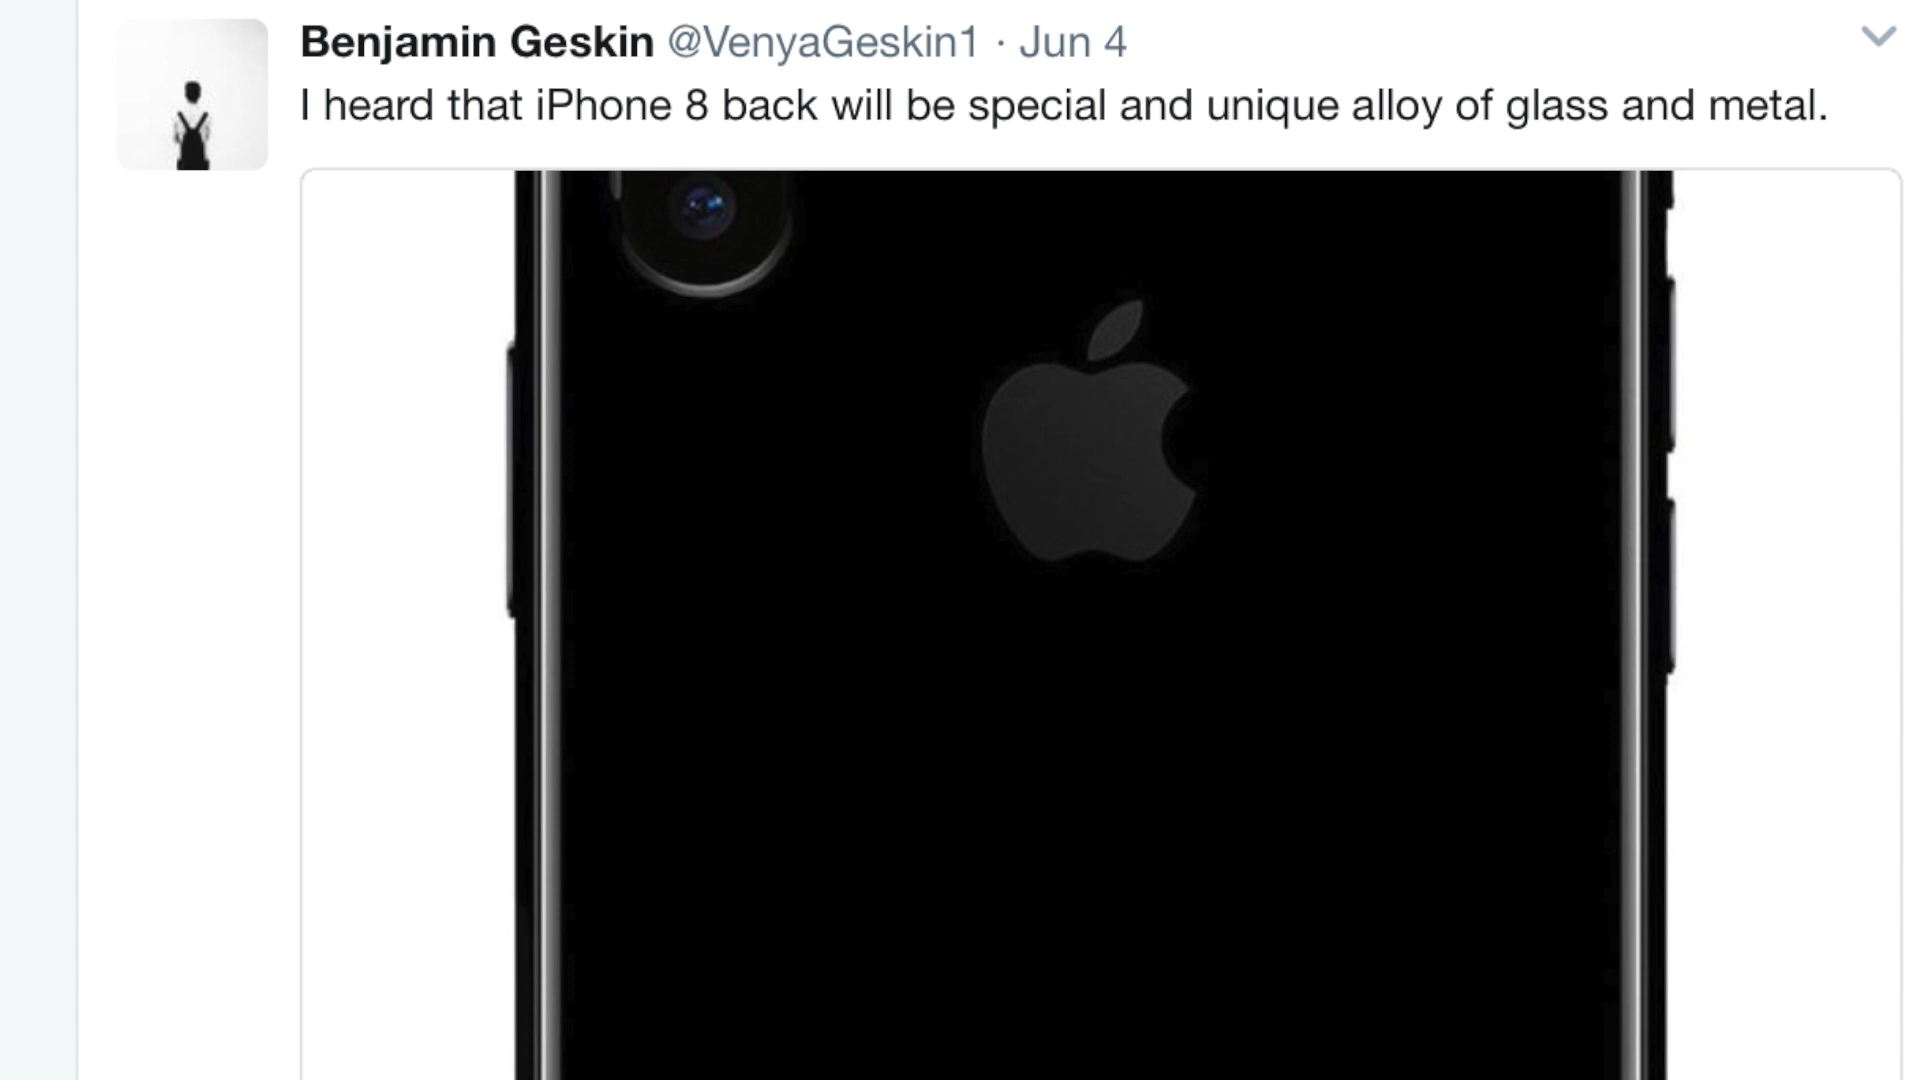 Benjamin Geskin @VenyaGeskin1 · Jun 4
I heard that iPhone 8 back will be special and unique alloy of glass and metal.